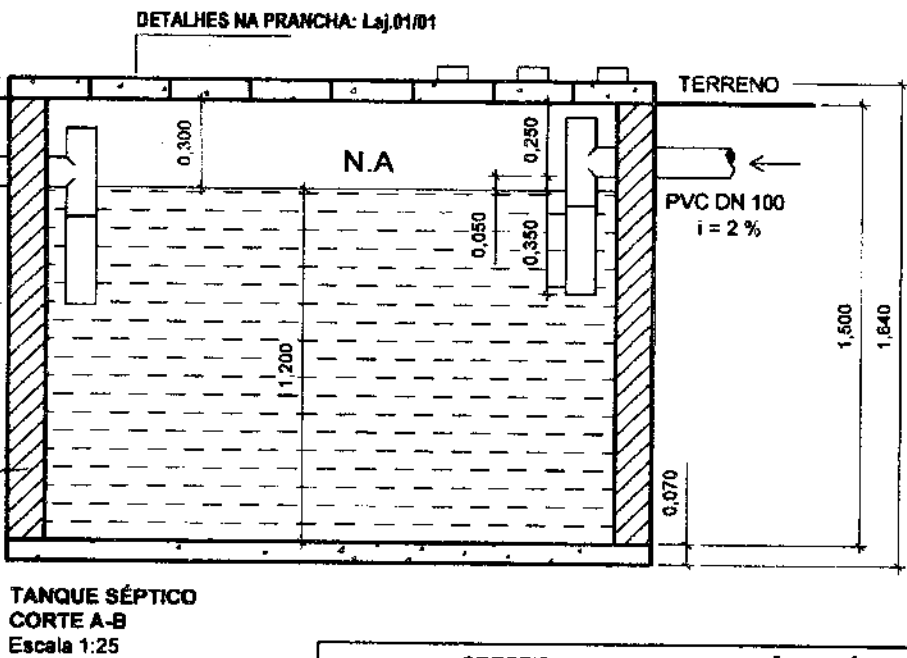 DETALHES NA PRANCHA: Laj.01/01
TERRENO
0,300
N.A
0,250
PVC DN 100
i = 2 %
0,050
0,350
1,200
1,500
1,640
0,070
TANQUE SÉPTICO
CORTE A-B
Escala 1:25